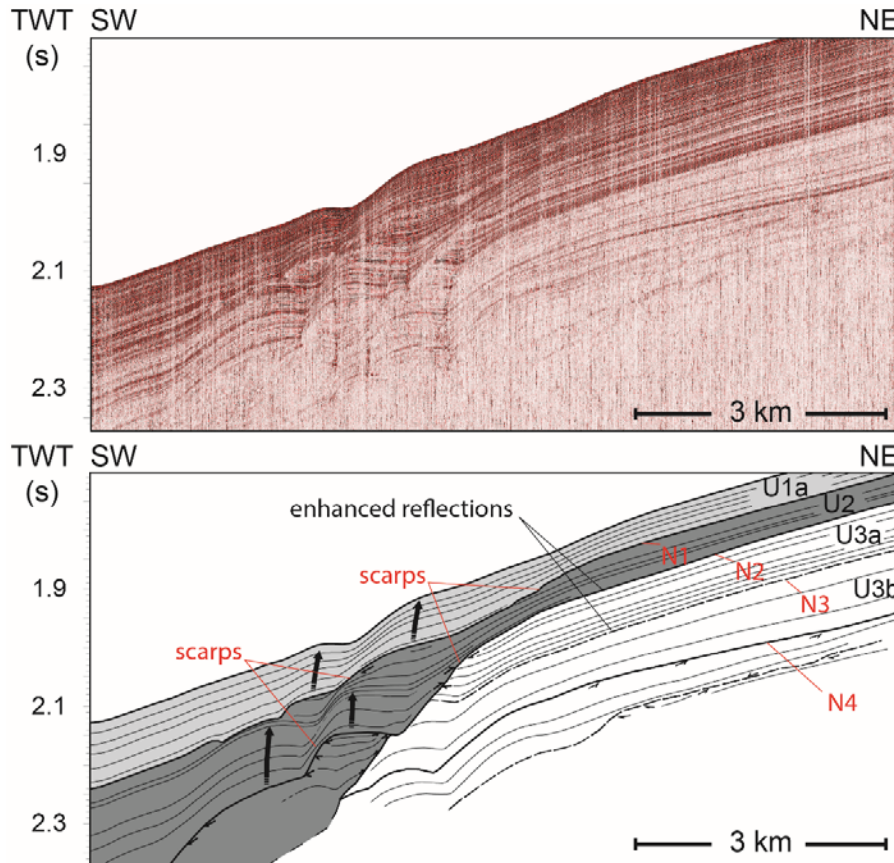 TWT SW NE
(s)
1.9
2.1
2.3
3 km
TWT SW NE
(s)
U1a
enhanced reflections
U2
U3a
N1
N2
1.9
scarps
N3
U3b
scarps
2.1
N4
2.3
3 km